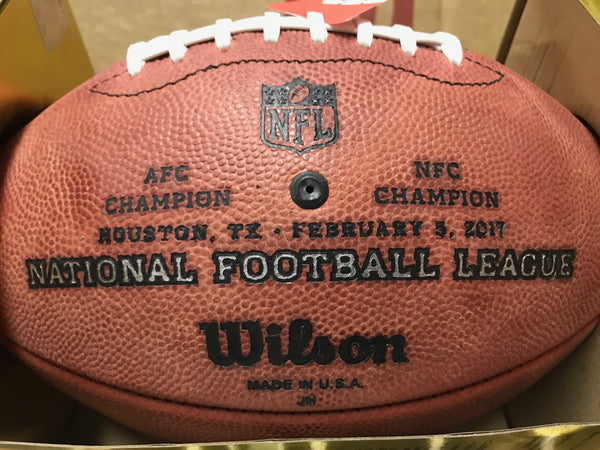 NFL
AFC
CHAMPION
NFC
CHAMPION
HOUSTON, TX • FEBRUARY 5, 2017
NATIONAL FOOTBALL LEAGUE
Wilson
MADE IN U.S.A.